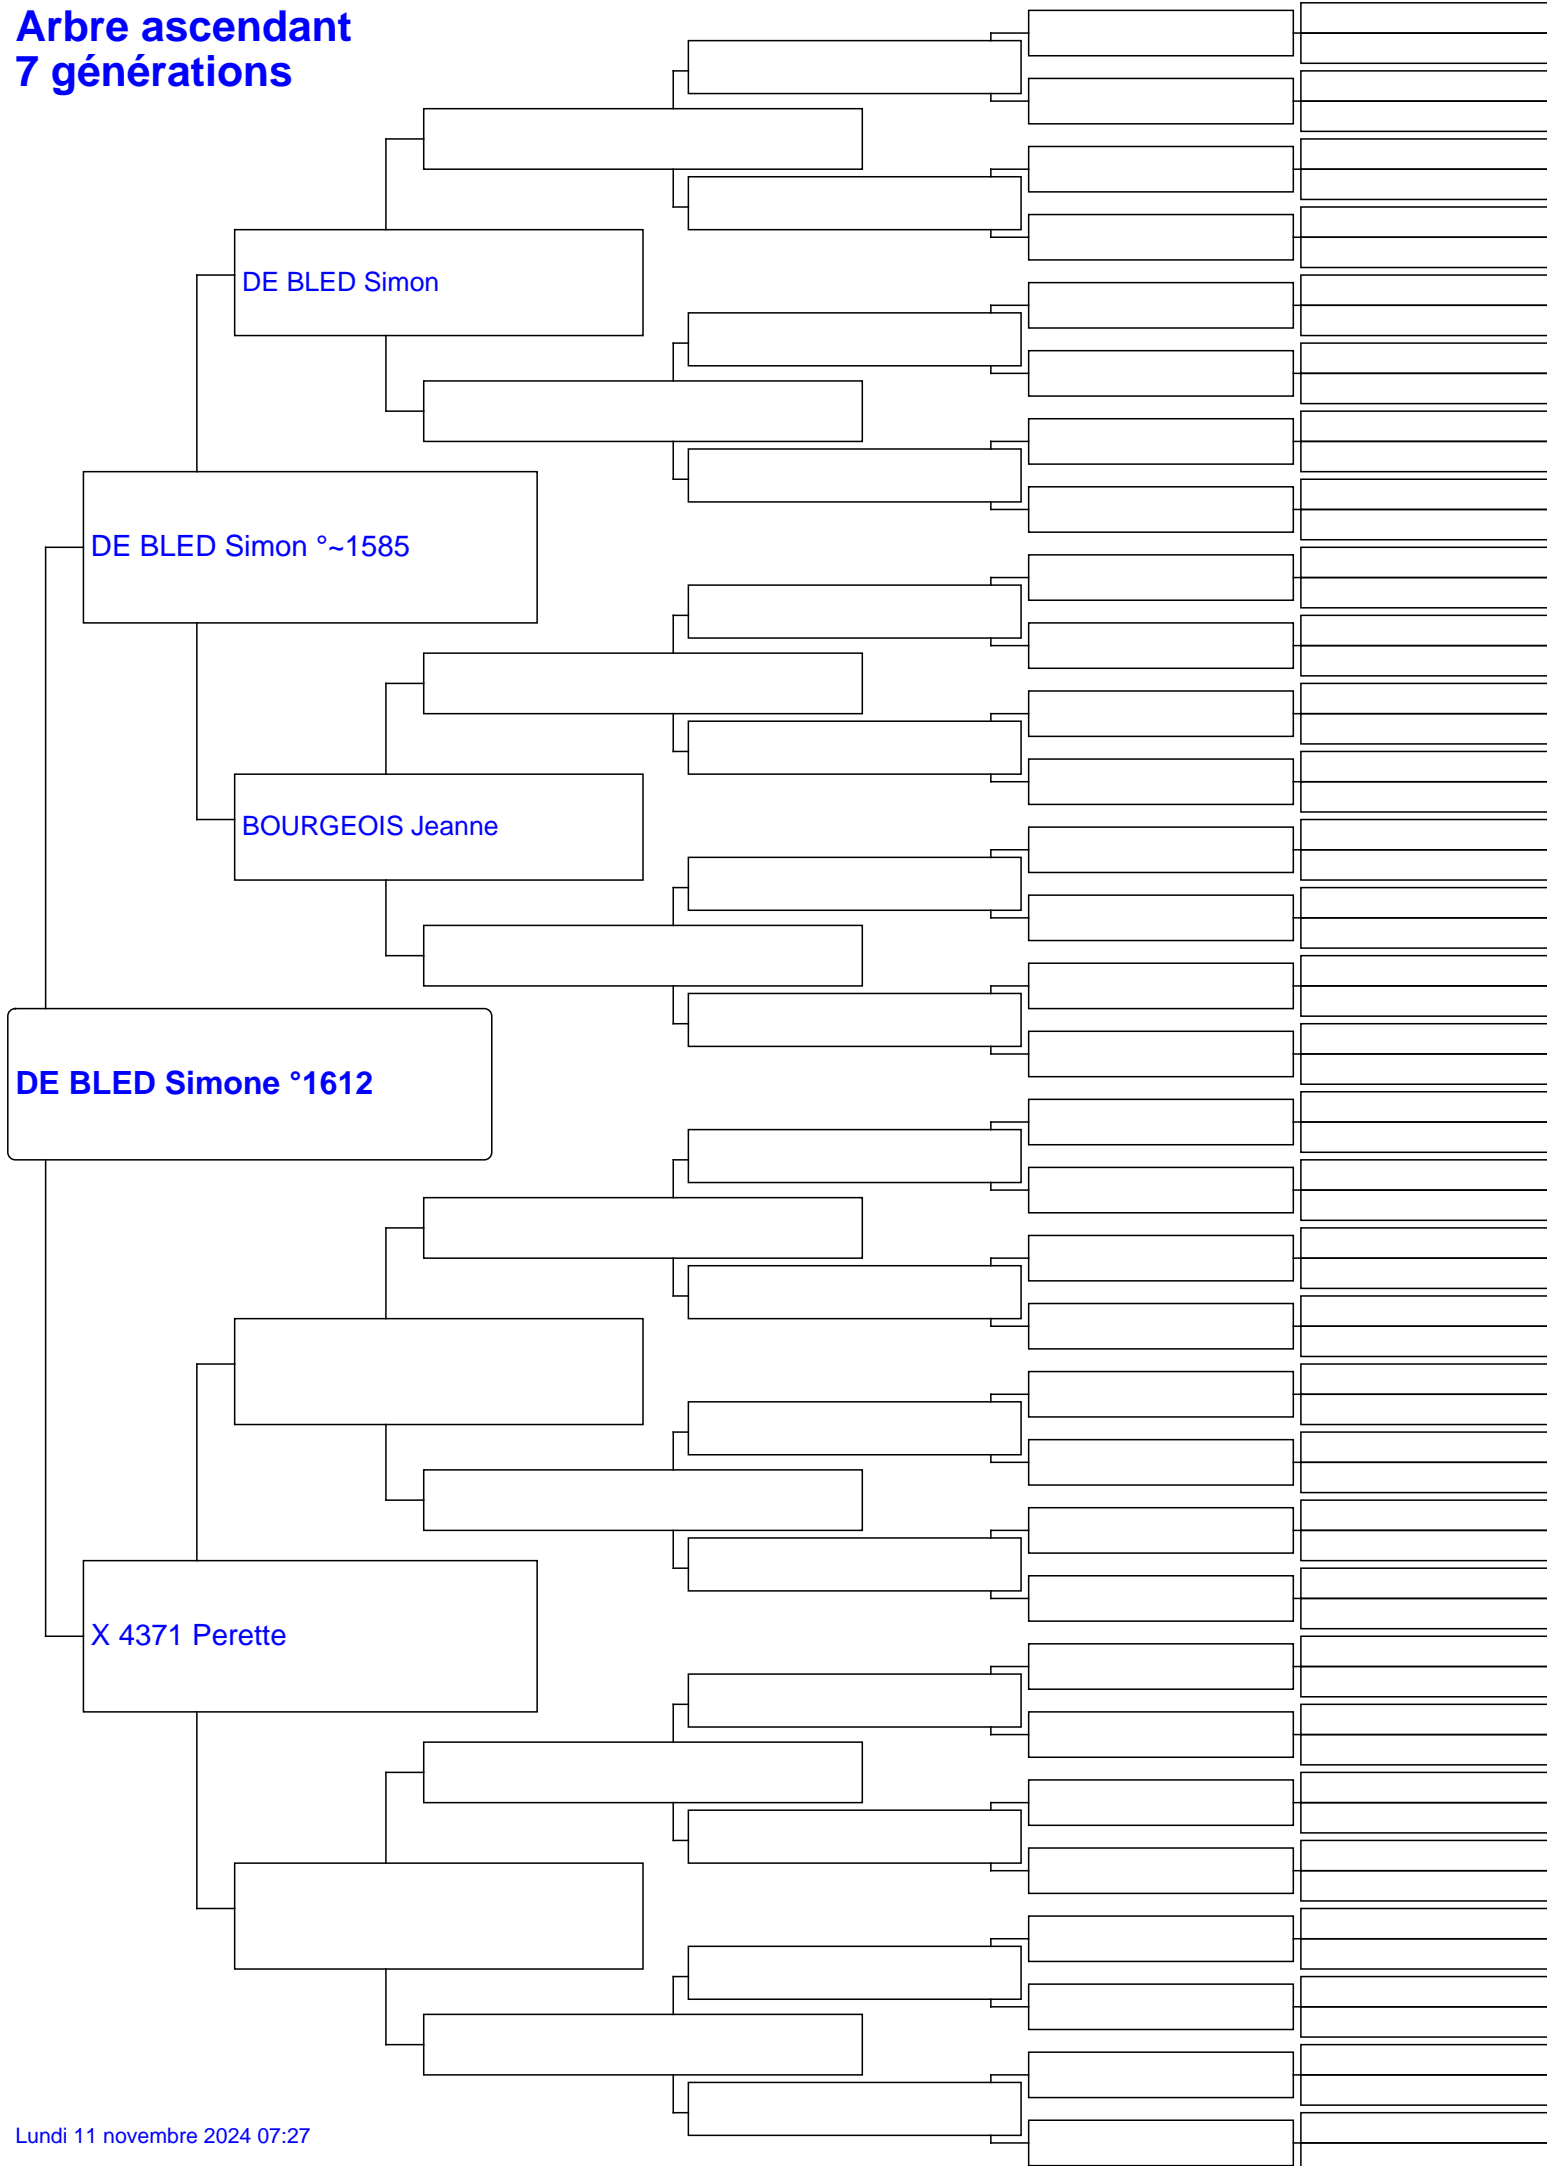 Arbre ascendant
7 générations
DE BLED Simon
DE BLED Simon °~1585
BOURGEOIS Jeanne
DE BLED Simone °1612
X 4371 Perette
Lundi 11 novembre 2024 07:27